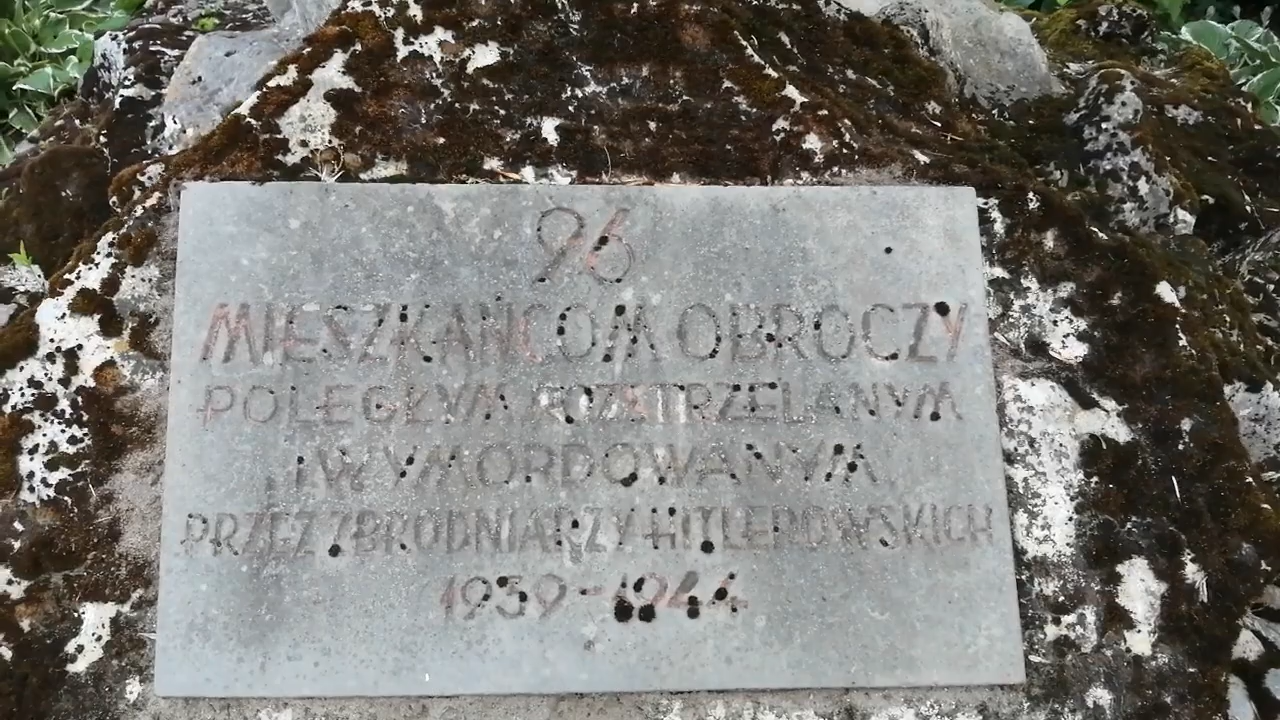 96
MIESZKAŃCOM OBROCZY
POLEGŁYM ROZSTRZELANYM
I WYMORDOWANYM
PRZEZ ZBRODNIARZY HITLEROWSKICH
1939-1944